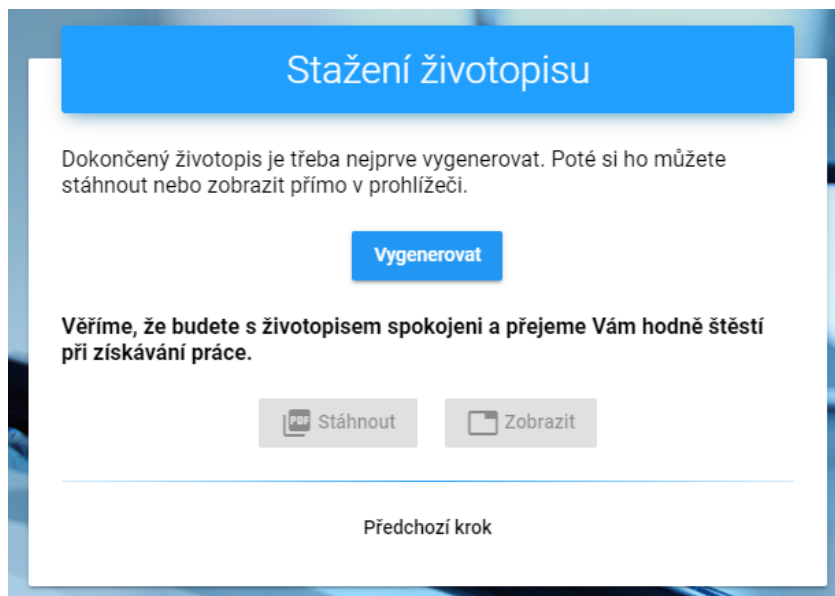 Stažení životopisu
Dokončený životopis je třeba nejprve vygenerovat. Poté si ho můžete
stáhnout nebo zobrazit přímo v prohlížeči.
Vygenerovat
Věříme, že budete s životopisem spokojeni a přejeme Vám hodně štěstí
při získávání práce.
PDF Stáhnout
Zobrazit
Předchozí krok